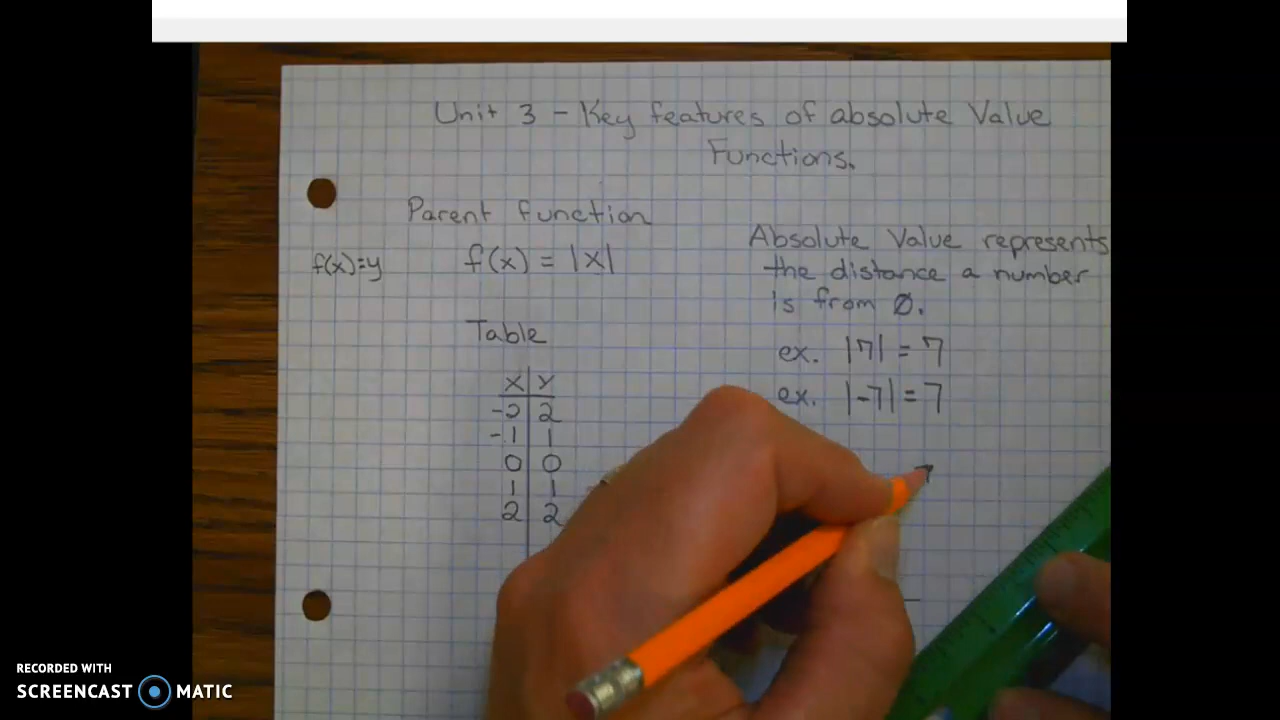 Unit 3 - Key features of absolute Value
Functions.
Parent function
f(x)=y
f(x) = |x|
Absolute Value represents
the distance a number
is from Ø.
ex. |7| = 7
ex. |-7| = 7
Table
X Y
-2 2
-1 1
0 0
1 1
2 2
RECORDED WITH
SCREENCAST MATIC